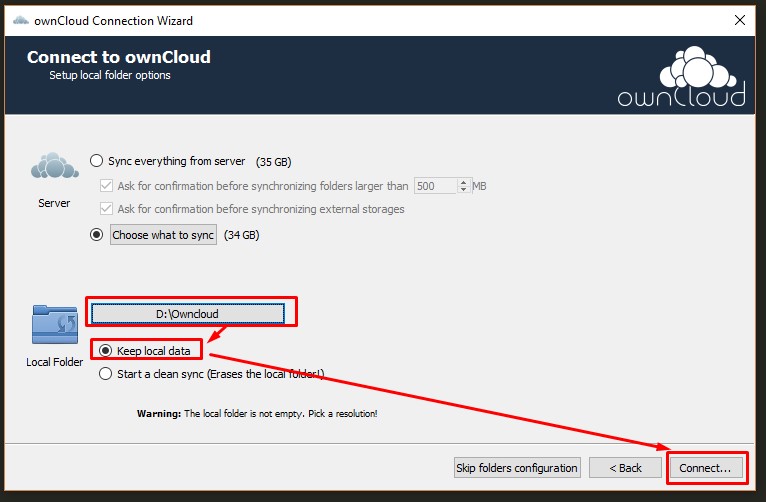 ownCloud Connection Wizard
Connect to ownCloud
Setup local folder options
ownCloud
Sync everything from server (35 GB)
Ask for confirmation before synchronizing folders larger than 500 MB
Server
Ask for confirmation before synchronizing external storages
Choose what to sync (34 GB)
D:\Owncloud
Keep local data
Local Folder
Start a clean sync (Erases the local folder!)
Warning: The local folder is not empty. Pick a resolution!
Skip folders configuration < Back Connect...